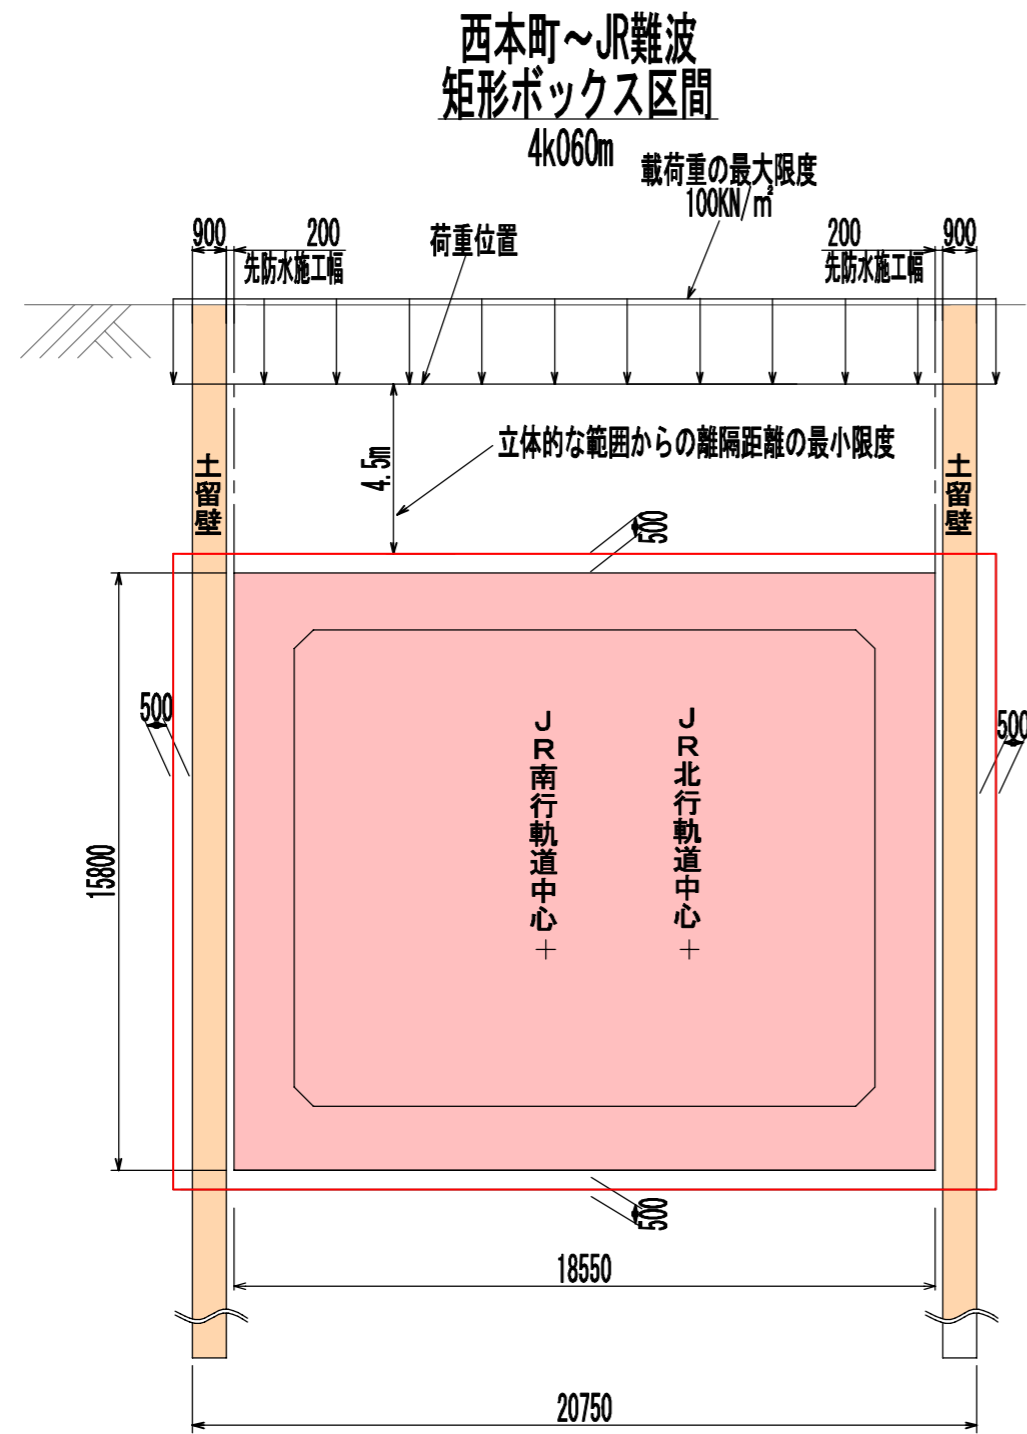 西本町～JR難波
矩形ボックス区間
4k060m
載荷重の最大限度
100KN/㎡
900
200
先防水施工幅
荷重位置
200
先防水施工幅
900
土留壁
4.5m
立体的な範囲からの離隔距離の最小限度
土留壁
500
500
500
15800
JR南行軌道中心
JR北行軌道中心
500
18550
20750